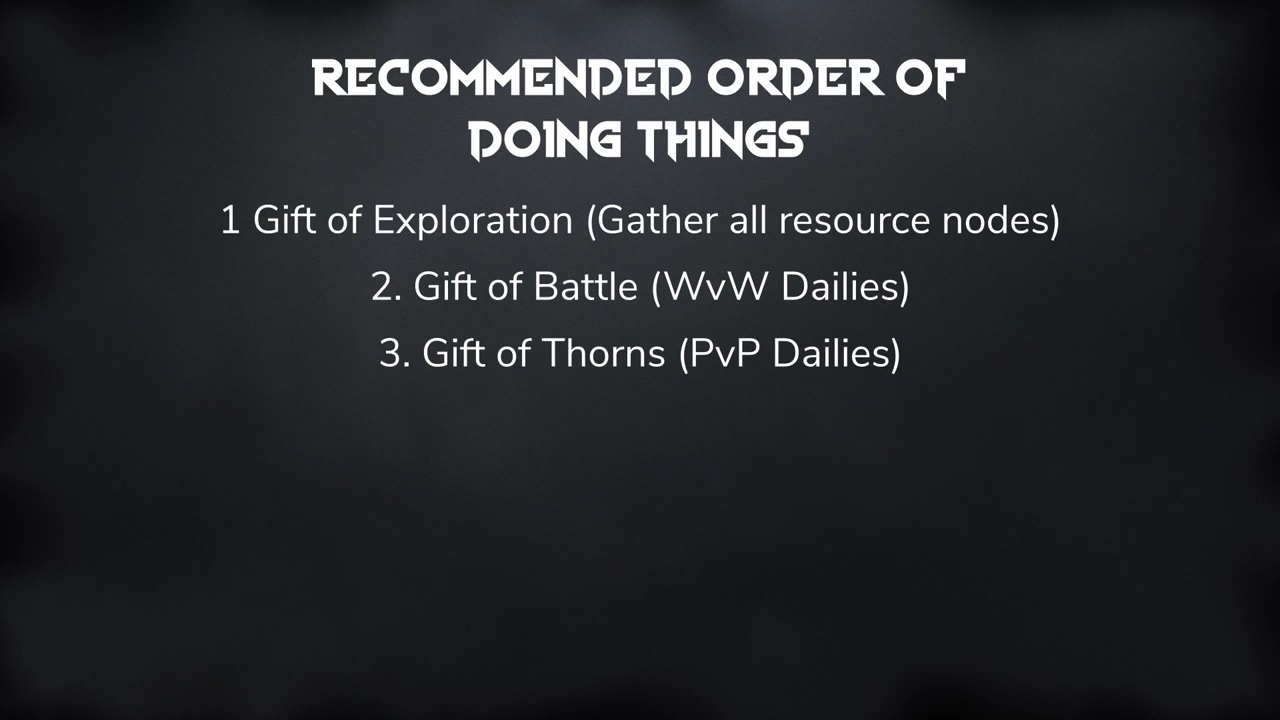 RECOMMENDED ORDER OF
DOING THINGS
1 Gift of Exploration (Gather all resource nodes)
2. Gift of Battle (WvW Dailies)
3. Gift of Thorns (PvP Dailies)